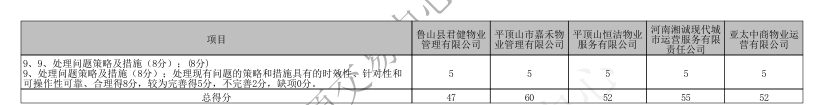 项目
鲁山县君健物业
管理有限公司
平顶山市嘉禾物
业管理有限公司
平顶山恒洁物业
服务有限公司
河南湘诚现代城
市运营服务有限
责任公司
亚太中商物业运
营有限公司
9、9、处理问题策略及措施（8分）；(8分)
9、处理问题策略及措施（8分）；处理现有问题的策略和措施具有的时效性、针对性和
可操作性可靠、合理得8分，较为完善得5分，不完善2分，缺项0分。
5
5
5
5
5
总得分
47
60
52
55
52
交易中心